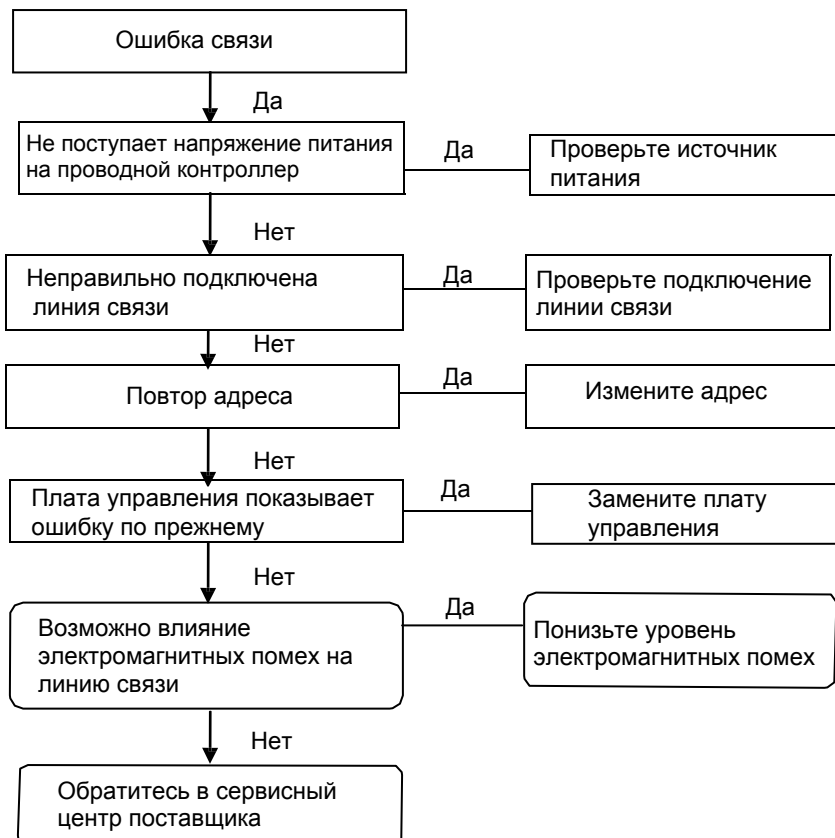 Ошибка связи
Да
Не поступает напряжение питания
на проводной контроллер
Да
Проверьте источник
питания
Нет
Неправильно подключена
линия связи
Да
Проверьте подключение
линии связи
Нет
Повтор адреса
Да
Измените адрес
Нет
Плата управления показывает
ошибку по прежнему
Да
Замените плату
управления
Нет
Возможно влияние
электромагнитных помех на
линию связи
Да
Понизьте уровень
электромагнитных помех
Нет
Обратитесь в сервисный
центр поставщика